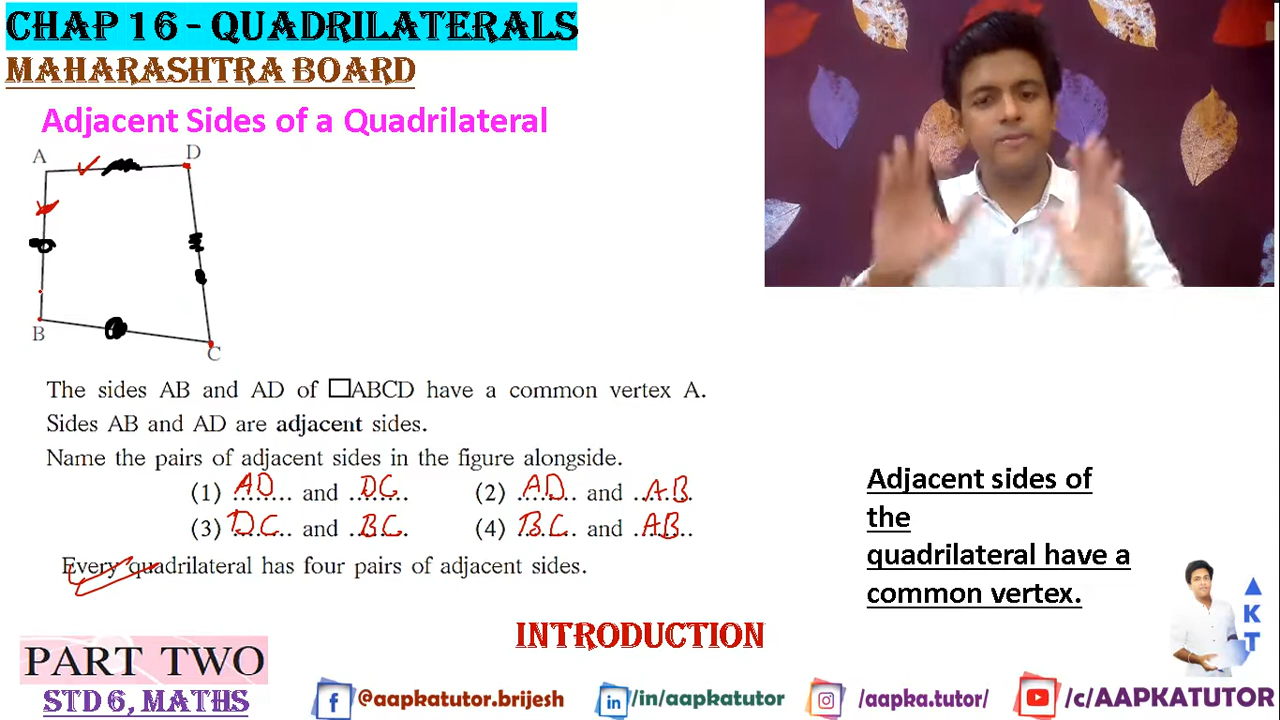 CHAP 16 - QUADRILATERALS
MAHARASHTRA BOARD
Adjacent Sides of a Quadrilateral
A D
B C
The sides AB and AD of □ABCD have a common vertex A.
Sides AB and AD are adjacent sides.
Name the pairs of adjacent sides in the figure alongside.
(1) AD and DC (2) AD and AB
(3) DC and BC (4) BC and AB
Every quadrilateral has four pairs of adjacent sides.
Adjacent sides of
the
quadrilateral have a
common vertex.
AKT
INTRODUCTION
PART TWO
STD 6, MATHS
@aapkatutor.brijesh /in/aapkatutor /aapka.tutor/ /c/AAPKATUTOR